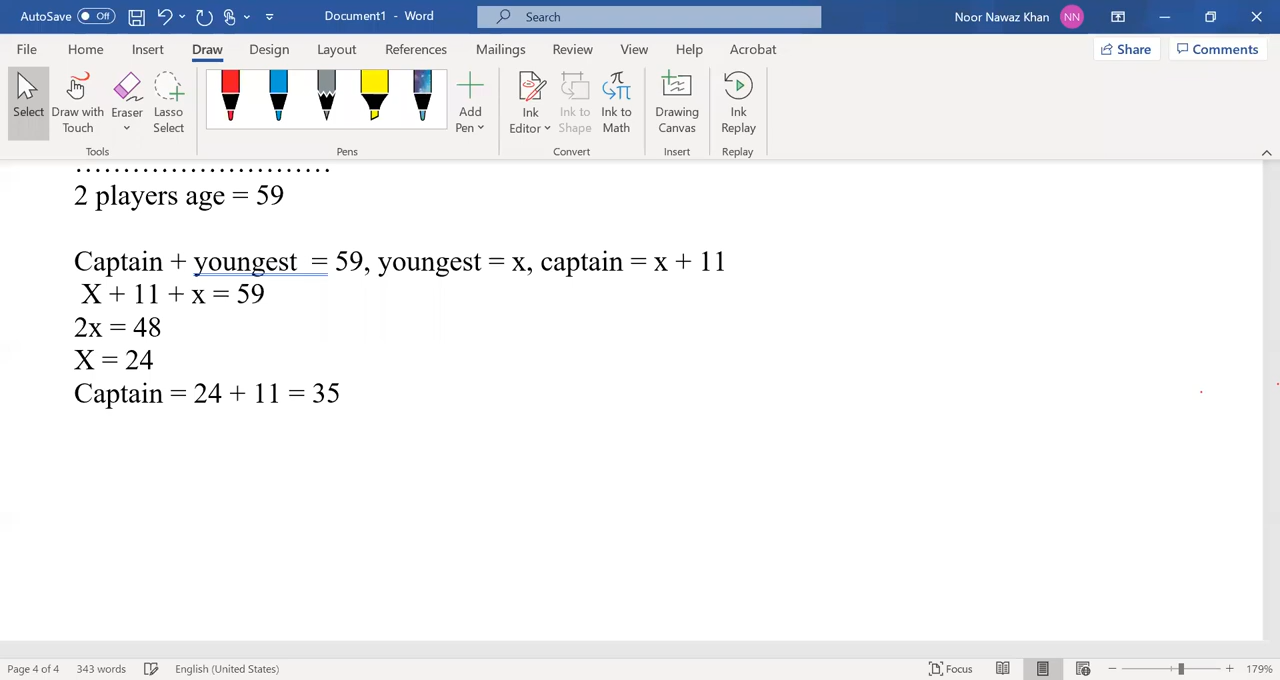 AutoSave Off Document1 - Word Search Noor Nawaz Khan NN
File Home Insert Draw Design Layout References Mailings Review View Help Acrobat Share Comments
Select Draw with Touch Eraser Lasso Select Add Pen Ink Editor Ink to Shape Ink to Math Drawing Canvas Ink Replay
Tools Pens Convert Insert Replay
...........................
2 players age = 59
Captain + youngest  = 59, youngest = x, captain = x + 11
X + 11 + x = 59
2x = 48
X = 24
Captain = 24 + 11 = 35
Page 4 of 4 343 words English (United States) Focus 179%